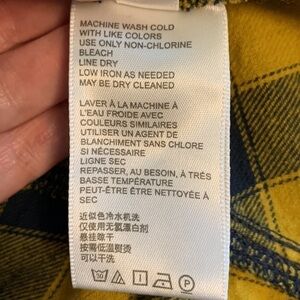 MACHINE WASH COLD
WITH LIKE COLORS
USE ONLY NON-CHLORINE
BLEACH
LINE DRY
LOW IRON AS NEEDED
MAY BE DRY CLEANED
LAVER À LA MACHINE À
L'EAU FROIDE AVEC
COULEURS SIMILAIRES
UTILISER UN AGENT DE
BLANCHIMENT SANS CHLORE
SI NÉCESSAIRE
LIGNE SEC
REPASSER, AU BESOIN, À TRÉS
BASSE TEMPÉRATURE
PEUT-ÊTRE ÊTRE NETTOYÉE À
SEC
近似色冷水机洗
仅使用无氯漂白剂
悬挂晾干
按需低温熨烫
可以干洗